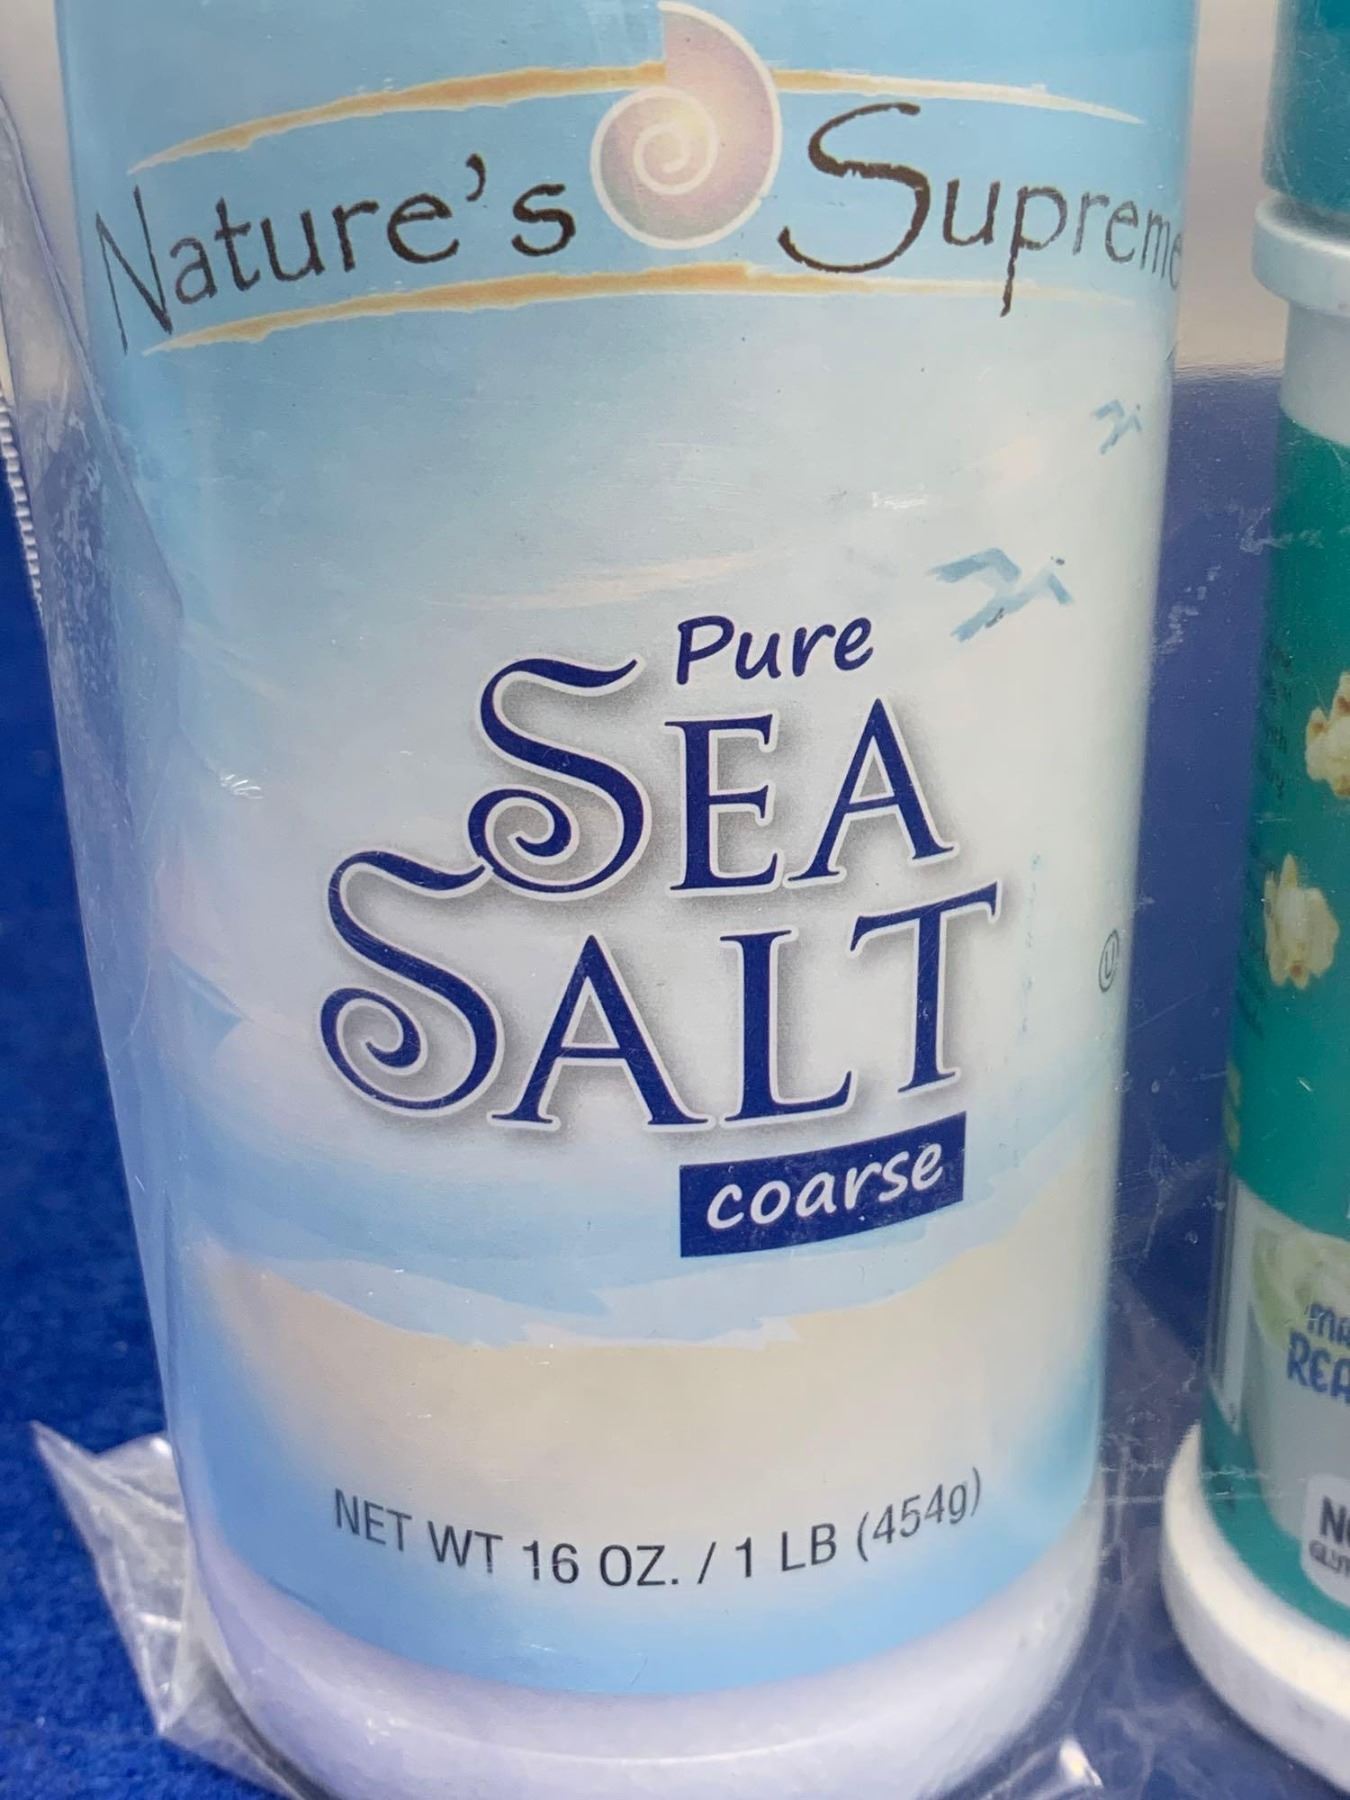 Nature's Supreme
Pure
SEA
SALT
U
coarse
NET WT 16 OZ. / 1 LB (454g)